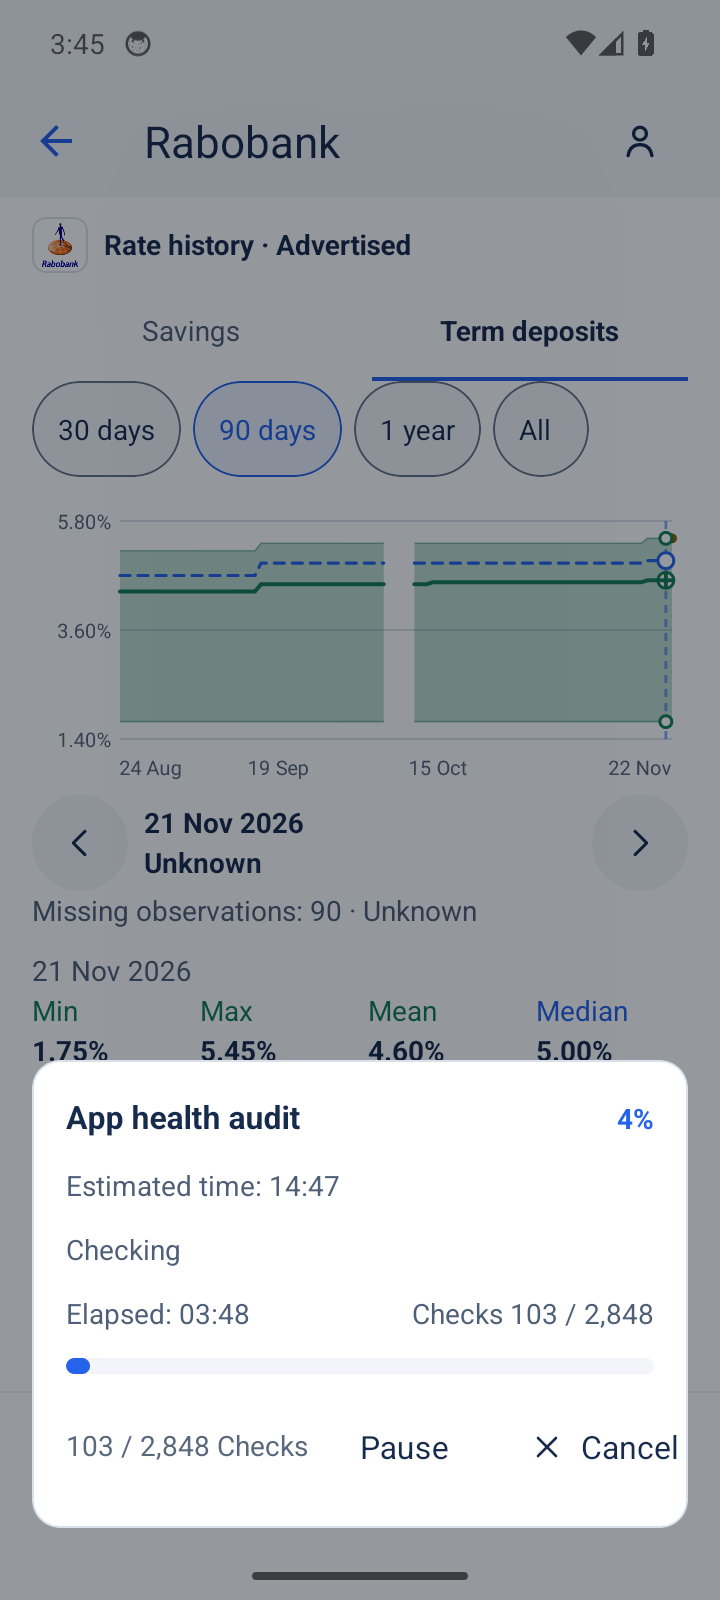 3:45
Rabobank
Rabobank
Rate history · Advertised
Savings Term deposits
30 days 90 days 1 year All
5.80%
3.60%
1.40%
24 Aug 19 Sep 15 Oct 22 Nov
21 Nov 2026
Unknown
Missing observations: 90 · Unknown
21 Nov 2026
Min Max Mean Median
1.75% 5.45% 4.60% 5.00%
App health audit 4%
Estimated time: 14:47
Checking
Elapsed: 03:48 Checks 103 / 2,848
103 / 2,848 Checks Pause Cancel